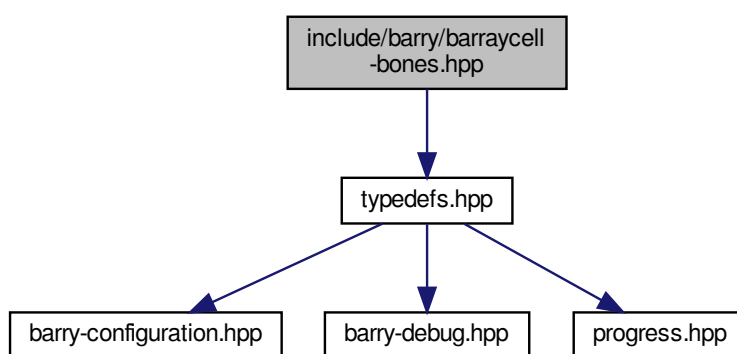 include/barry/barraycell
-bones.hpp
typedefs.hpp
barry-configuration.hpp
barry-debug.hpp
progress.hpp